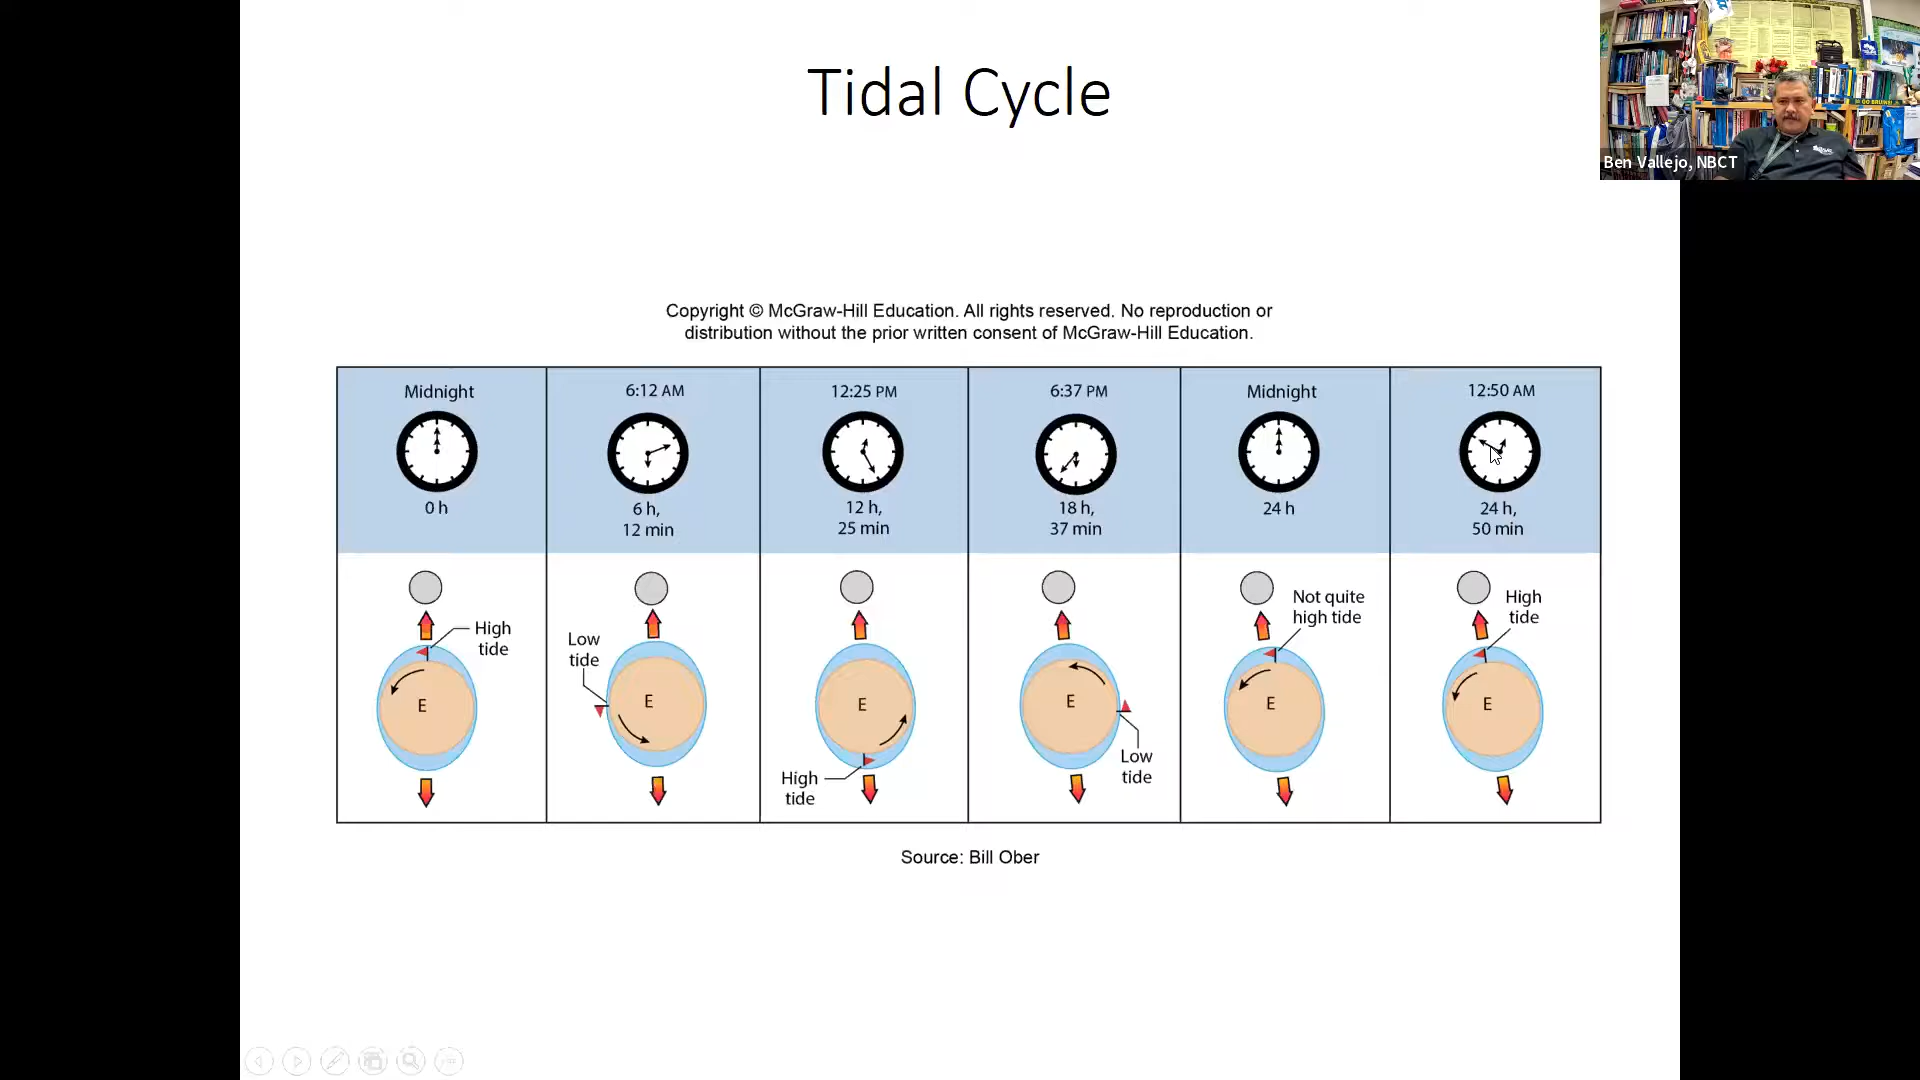 Tidal Cycle
Ben Vallejo, NBCT
Copyright © McGraw-Hill Education. All rights reserved. No reproduction or
distribution without the prior written consent of McGraw-Hill Education.
Midnight
0 h
High
tide
E
6:12 AM
6 h,
12 min
Low
tide
E
12:25 PM
12 h,
25 min
E
High
tide
6:37 PM
18 h,
37 min
E
Low
tide
Midnight
24 h
Not quite
high tide
E
12:50 AM
24 h,
50 min
High
tide
E
Source: Bill Ober